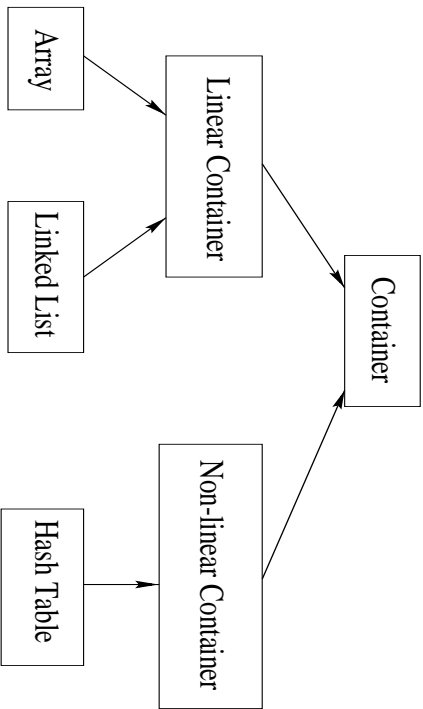 Container
Linear Container
Non-linear Container
Array
Linked List
Hash Table